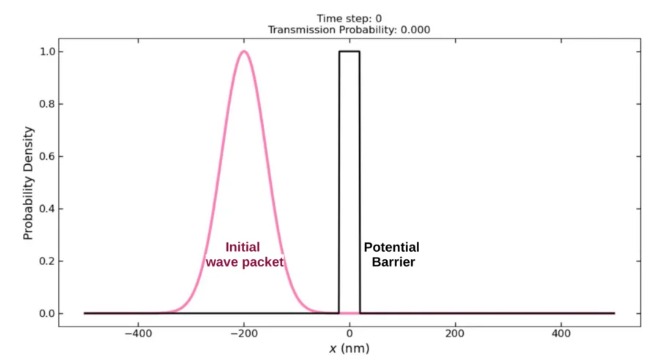 Time step: 0
Transmission Probability: 0.000
1.0
0.8
0.6
0.4
0.2
0.0
Probability Density
Initial
wave packet
Potential
Barrier
−400
−200
0
200
400
x (nm)